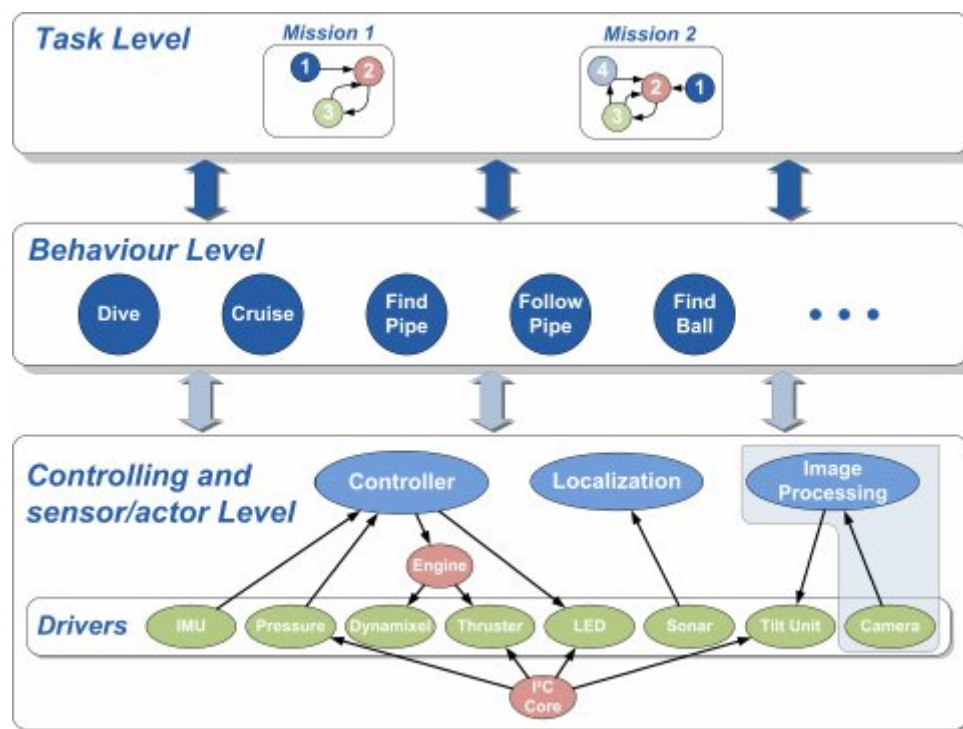 Task Level
Mission 1
1
2
3
Mission 2
4
2
1
3
Behaviour Level
Dive
Cruise
Find
Pipe
Follow
Pipe
Find
Ball
• • •
Controlling and
sensor/actor Level
Controller
Localization
Image
Processing
Engine
Drivers
IMU
Pressure
Dynamixel
Thruster
LED
Sonar
Tilt Unit
Camera
I²C
Core